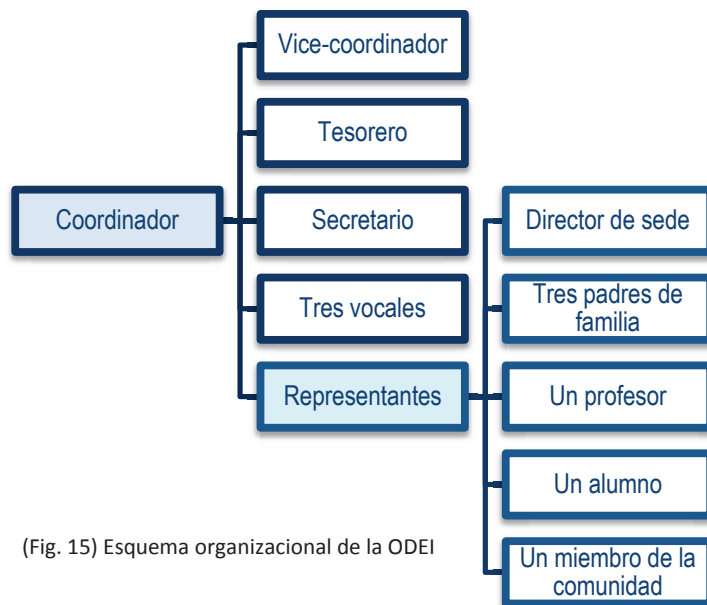 Vice-coordinador
Tesorero
Coordinador
Secretario
Director de sede
Tres vocales
Tres padres de
familia
Representantes
Un profesor
Un alumno
(Fig. 15) Esquema organizacional de la ODEI
Un miembro de la
comunidad